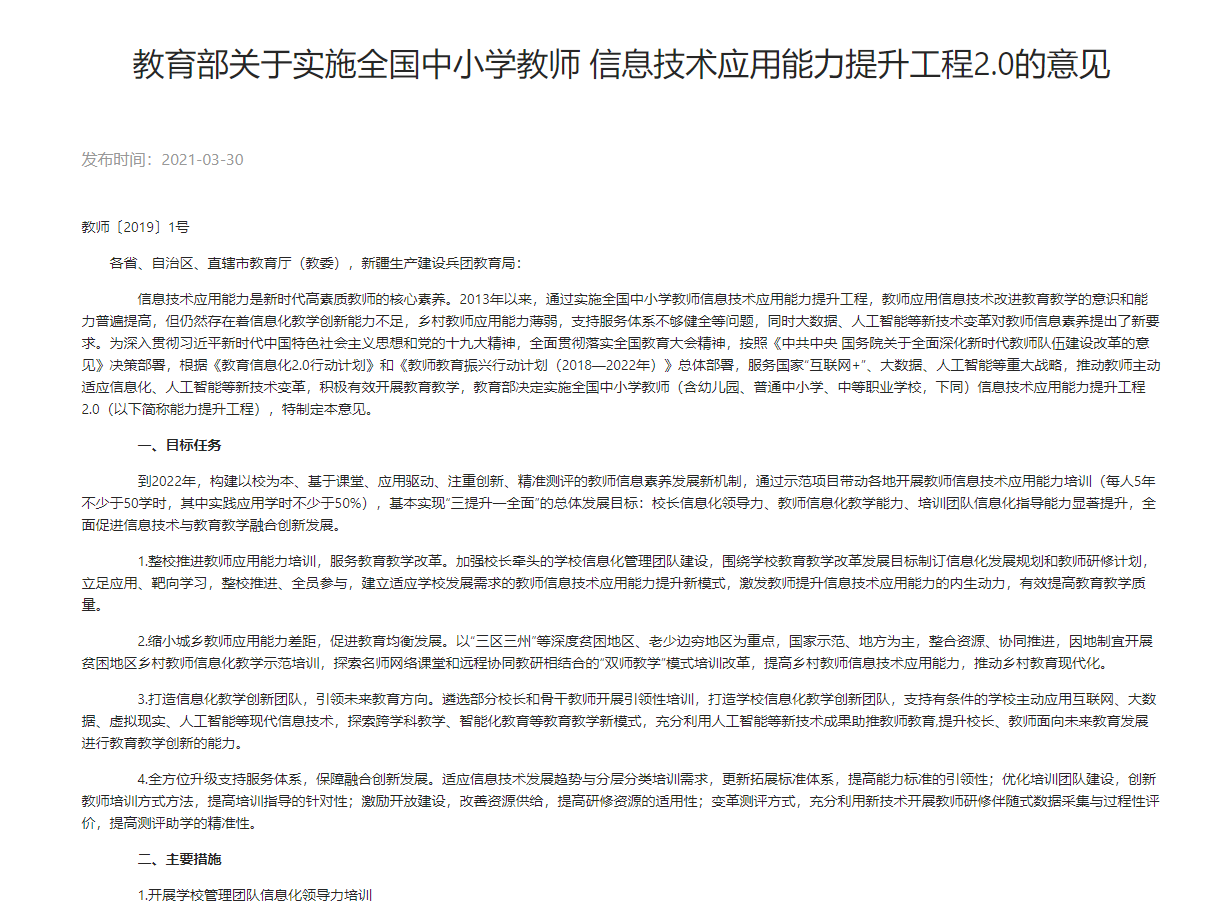 教育部关于实施全国中小学教师 信息技术应用能力提升工程2.0的意见
发布时间：2021-03-30
教师〔2019〕1号
各省、自治区、直辖市教育厅（教委），新疆生产建设兵团教育局：
信息技术应用能力是新时代高素质教师的核心素养。2013年以来，通过实施全国中小学教师信息技术应用能力提升工程，教师应用信息技术改进教育教学的意识和能
力普遍提高，但仍然存在着信息化教学创新能力不足，乡村教师应用能力薄弱，支持服务体系不够健全等问题，同时大数据、人工智能等新技术变革对教师信息素养提出了新要
求。为深入贯彻习近平新时代中国特色社会主义思想和党的十九大精神，全面贯彻落实全国教育大会精神，按照《中共中央 国务院关于全面深化新时代教师队伍建设改革的意
见》决策部署，根据《教育信息化2.0行动计划》和《教师教育振兴行动计划（2018—2022年）》总体部署，服务国家“互联网+”、大数据、人工智能等重大战略，推动教师主动
适应信息化、人工智能等新技术变革，积极有效开展教育教学，教育部决定实施全国中小学教师（含幼儿园、普通中小学、中等职业学校，下同）信息技术应用能力提升工程
2.0（以下简称能力提升工程），特制定本意见。
一、目标任务
到2022年，构建以校为本、基于课堂、应用驱动、注重创新、精准测评的教师信息素养发展新机制，通过示范项目带动各地开展教师信息技术应用能力培训（每人5年
不少于50学时，其中实践应用学时不少于50%），基本实现“三提升一全面”的总体发展目标：校长信息化领导力、教师信息化教学能力、培训团队信息化指导能力显著提升，全
面促进信息技术与教育教学融合创新发展。
1.整校推进教师应用能力培训，服务教育教学改革。加强校长牵头的学校信息化管理团队建设，围绕学校教育教学改革发展目标制订信息化发展规划和教师研修计划，
立足应用、靶向学习，整校推进、全员参与，建立适应学校发展需求的教师信息技术应用能力提升新模式，激发教师提升信息技术应用能力的内生动力，有效提高教育教学质
量。
2.缩小城乡教师应用能力差距，促进教育均衡发展。以“三区三州”等深度贫困地区、老少边穷地区为重点，国家示范、地方为主，整合资源、协同推进，因地制宜开展
贫困地区乡村教师信息化教学示范培训，探索名师网络课堂和远程协同教研相结合的“双师教学”模式培训改革，提高乡村教师信息技术应用能力，推动乡村教育现代化。
3.打造信息化教学创新团队，引领未来教育方向。遴选部分校长和骨干教师开展引领性培训，打造学校信息化教学创新团队，支持有条件的学校主动应用互联网、大数
据、虚拟现实、人工智能等现代信息技术，探索跨学科教学、智能化教育等教育教学新模式，充分利用人工智能等新技术成果助推教师教育,提升校长、教师面向未来教育发展
进行教育教学创新的能力。
4.全方位升级支持服务体系，保障融合创新发展。适应信息技术发展趋势与分层分类培训需求，更新拓展标准体系，提高能力标准的引领性；优化培训团队建设，创新
教师培训方式方法，提高培训指导的针对性；激励开放建设，改善资源供给，提高研修资源的适用性；变革测评方式，充分利用新技术开展教师研修伴随式数据采集与过程性评
价，提高测评助学的精准性。
二、主要措施
1.开展学校管理团队信息化领导力培训